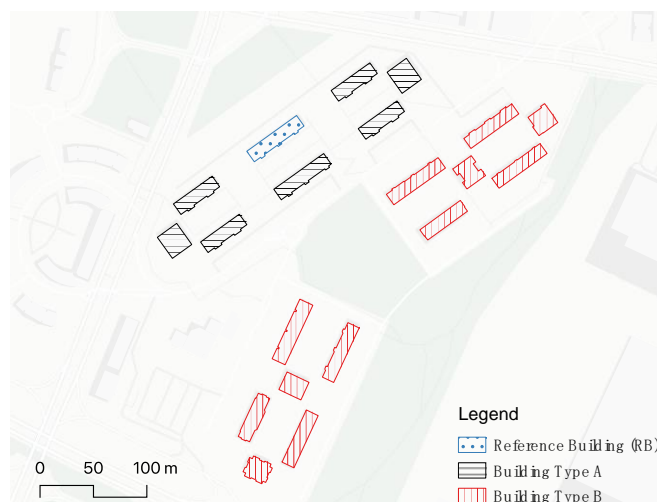 Legend
Reference Building (RB)
Building Type A
Building Type B
0 50 100 m